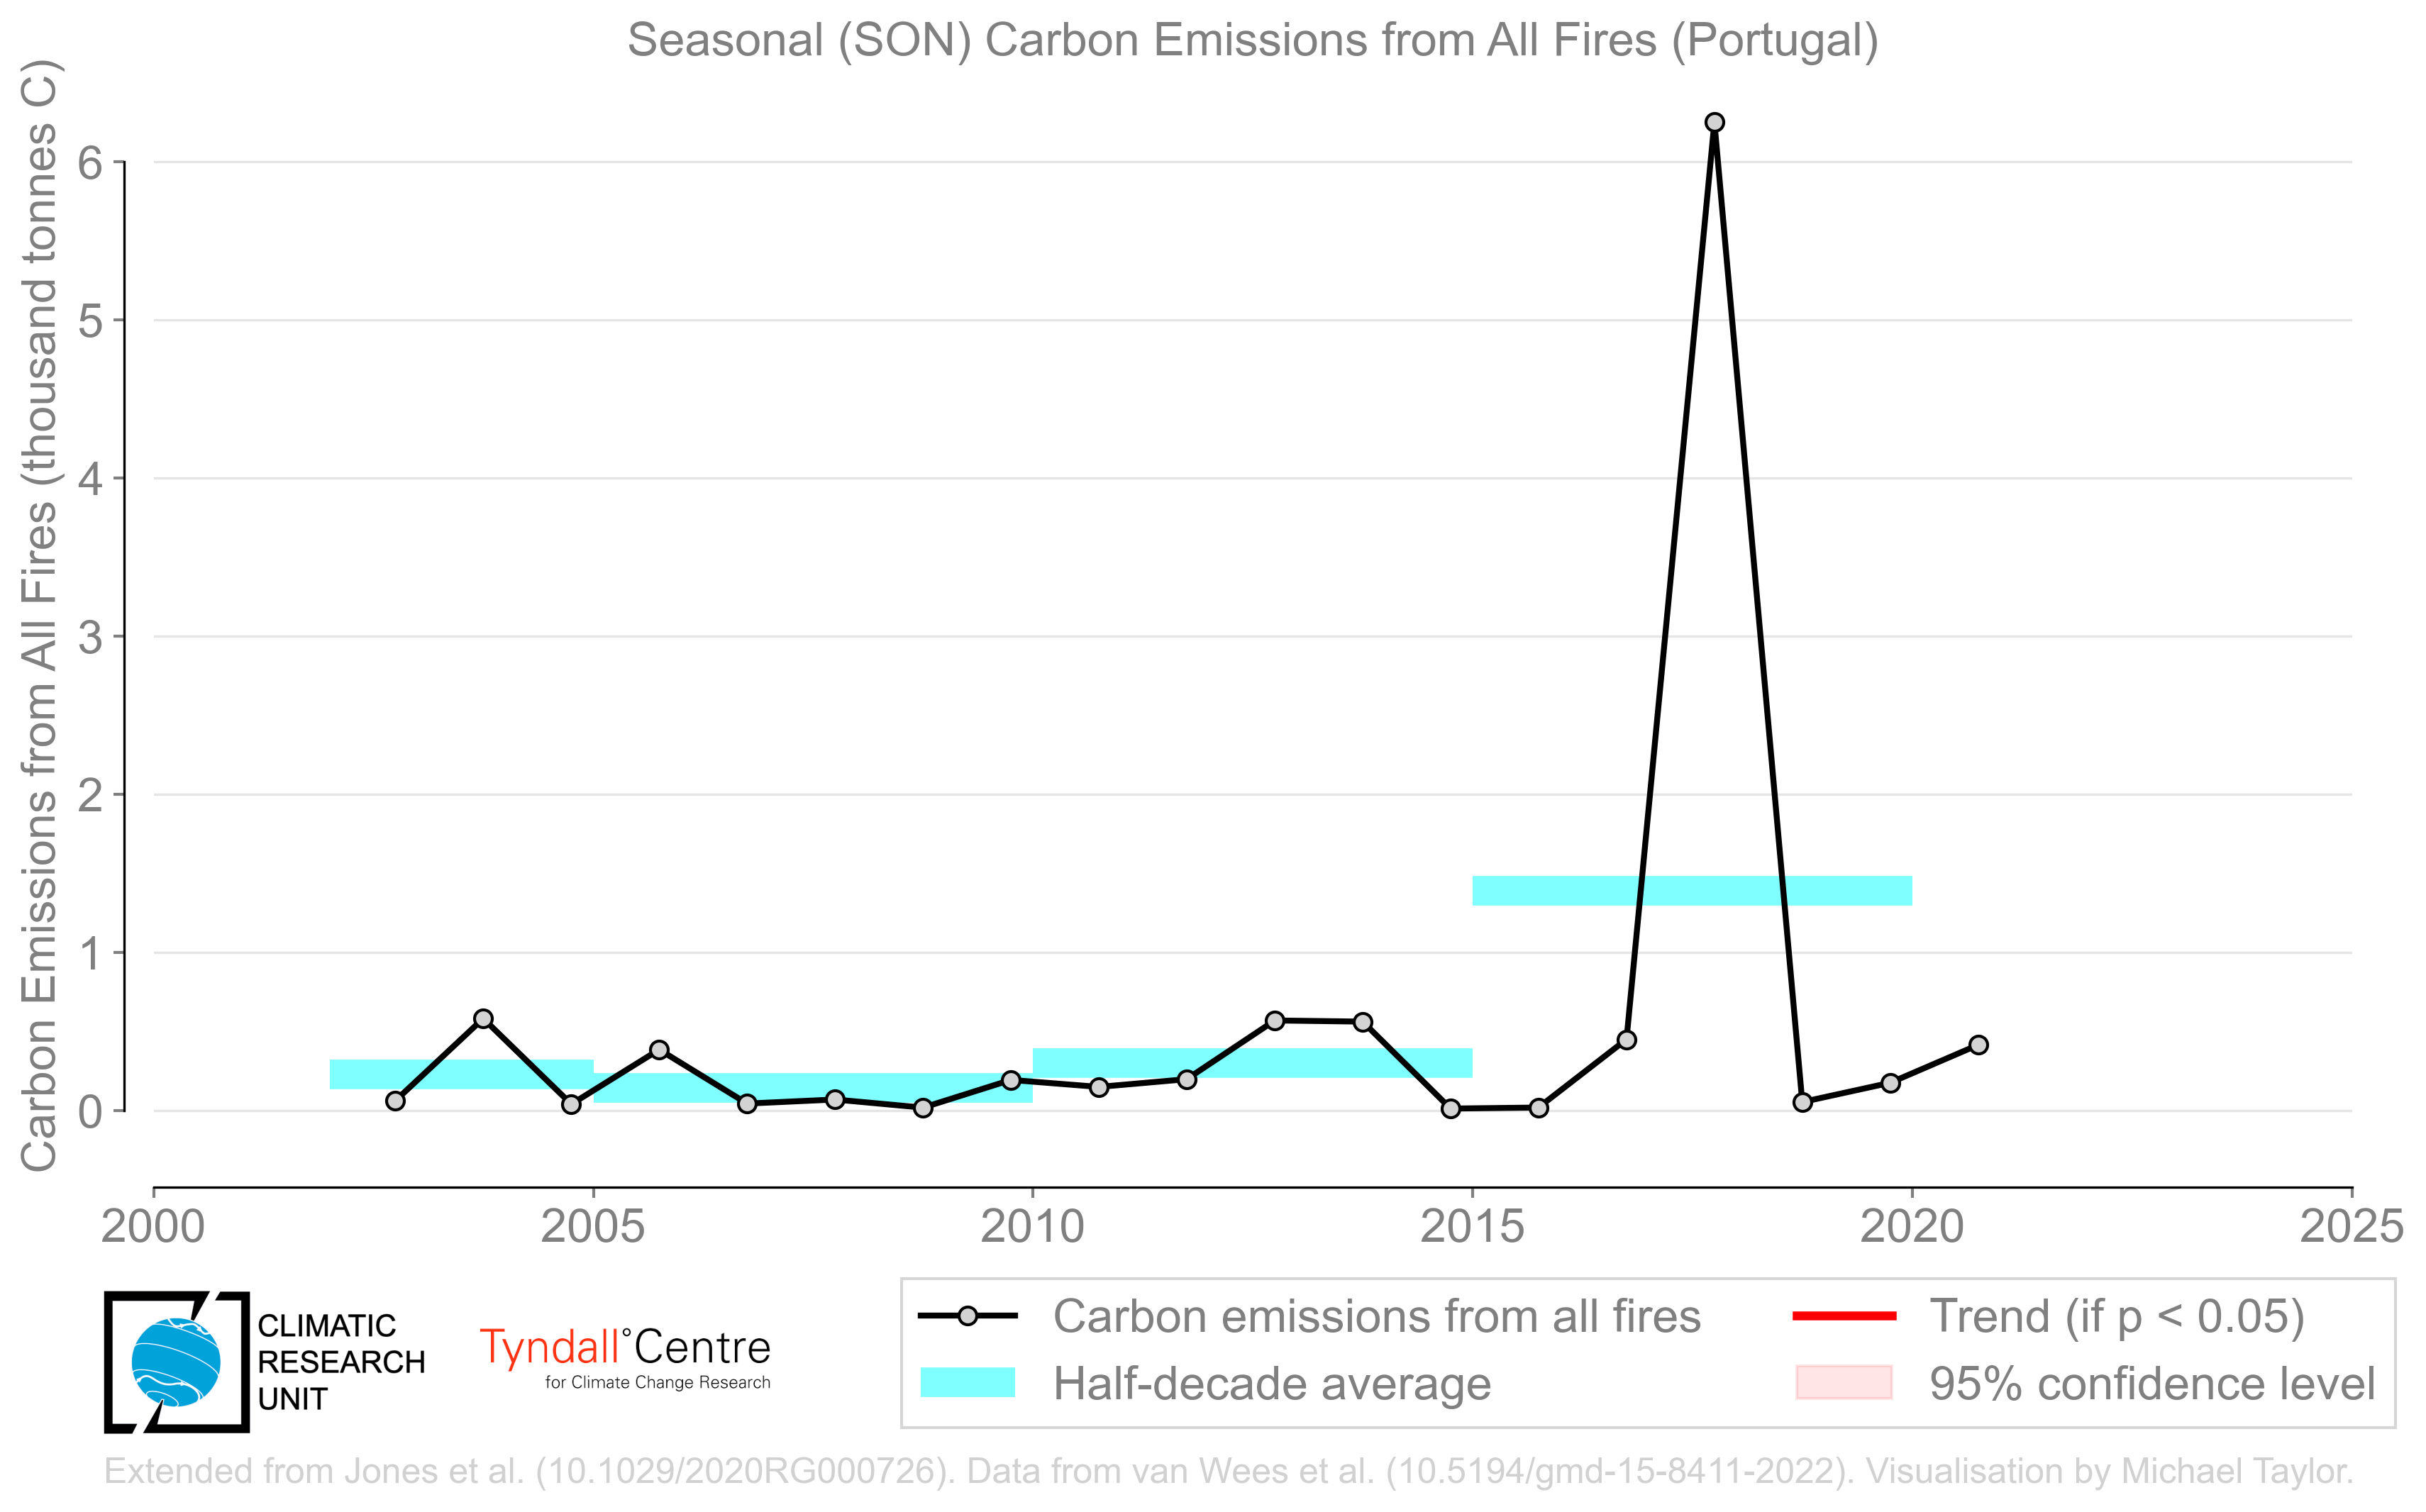 Seasonal (SON) Carbon Emissions from All Fires (Portugal)
Carbon Emissions from All Fires (thousand tonnes C)
6
5
4
3
2
1
0
2000 2005 2010 2015 2020 2025
CLIMATIC
RESEARCH
UNIT
Tyndall°Centre
for Climate Change Research
Carbon emissions from all fires
Trend (if p < 0.05)
Half-decade average
95% confidence level
Extended from Jones et al. (10.1029/2020RG000726). Data from van Wees et al. (10.5194/gmd-15-8411-2022). Visualisation by Michael Taylor.